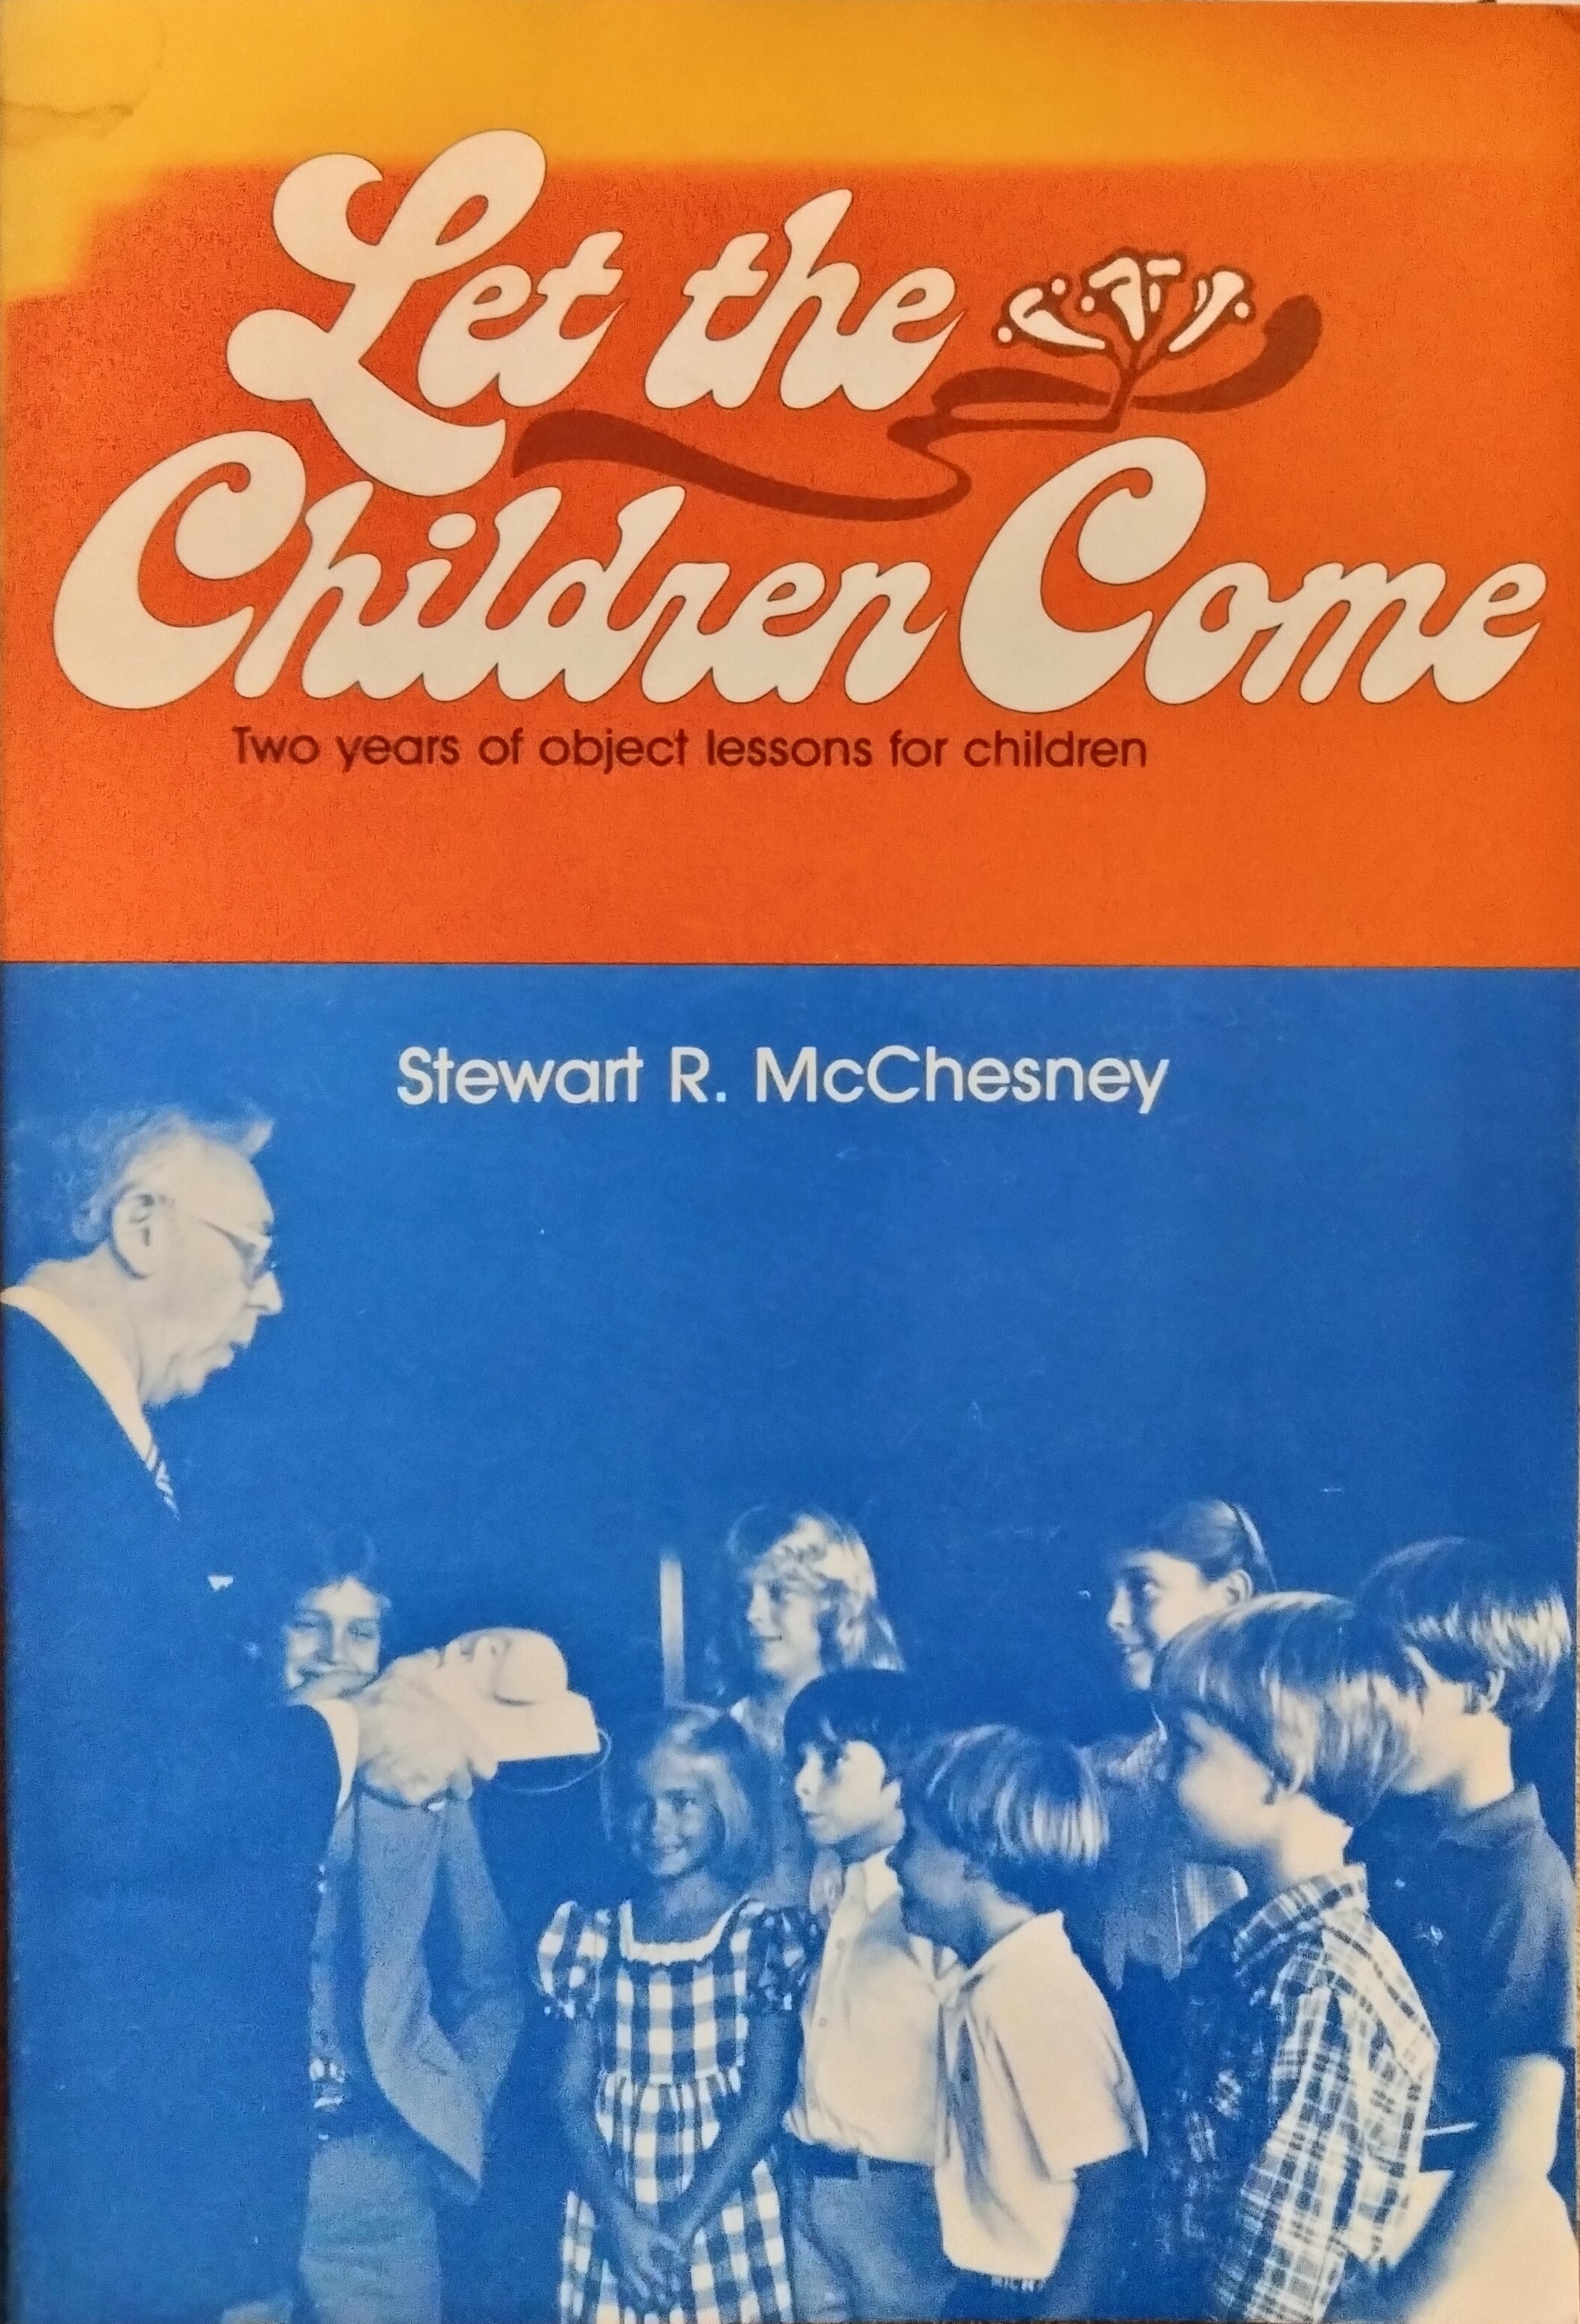 Let the
Children Come
Two years of object lessons for children
Stewart R. McChesney